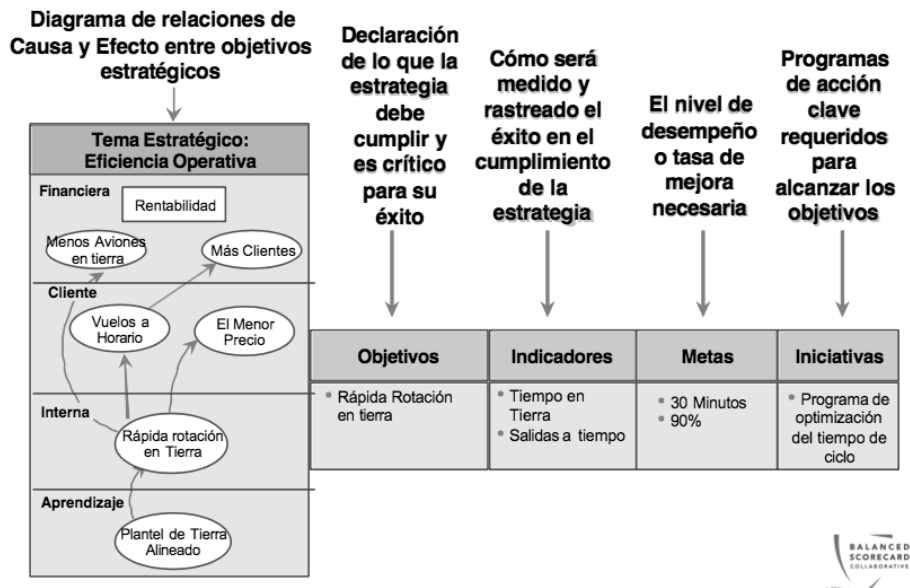 Diagrama de relaciones de
Causa y Efecto entre objetivos
estratégicos
Declaración
de lo que la
estrategia
debe
cumplir y
es crítico
para su
éxito
Cómo será
medido y
rastreado el
éxito en el
cumplimiento
de la
estrategia
El nivel de
desempeño
o tasa de
mejora
necesaria
Programas
de acción
clave
requeridos
para
alcanzar los
objetivos
Tema Estratégico:
Eficiencia Operativa
Financiera
Rentabilidad
Menos Aviones
en tierra
Más Clientes
Cliente
Vuelos a
Horario
El Menor
Precio
Interna
Rápida rotación
en Tierra
Aprendizaje
Plantel de Tierra
Alineado
Objetivos
Indicadores
Metas
Iniciativas
Rápida Rotación
en tierra
Tiempo en
Tierra
Salidas a tiempo
30 Minutos
90%
Programa de
optimización
del tiempo de
ciclo
BALANCED
SCORECARD
COLLABORATIVE